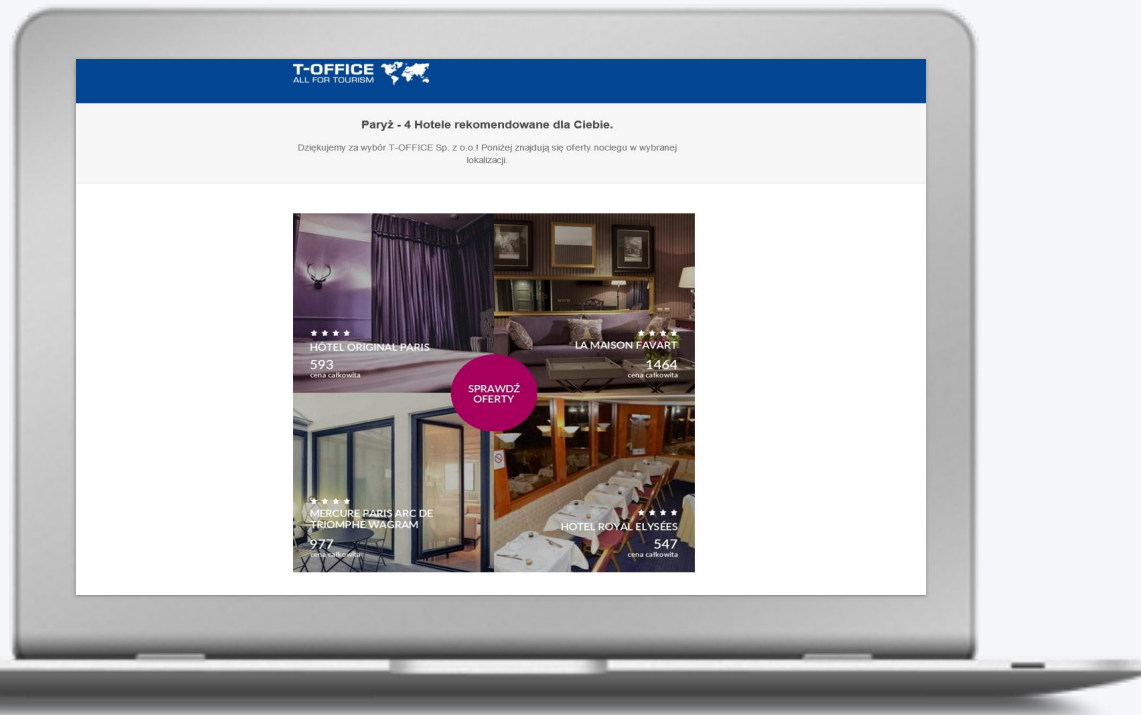 T-OFFICE
ALL FOR TOURISM
Paryż - 4 Hotele rekomendowane dla Ciebie.
Dziękujemy za wybór T-OFFICE Sp. z o.o.! Poniżej znajdują się oferty noclegu w wybranej
lokalizacji.
HÔTEL ORIGINAL PARIS
593
cena całkowita
LA MAISON FAVART
1464
cena całkowita
SPRAWDŹ
OFERTY
MERCURE PARIS ARC DE
TRIOMPHE WAGRAM
977
cena całkowita
HOTEL ROYAL ELYSÉES
547
cena całkowita